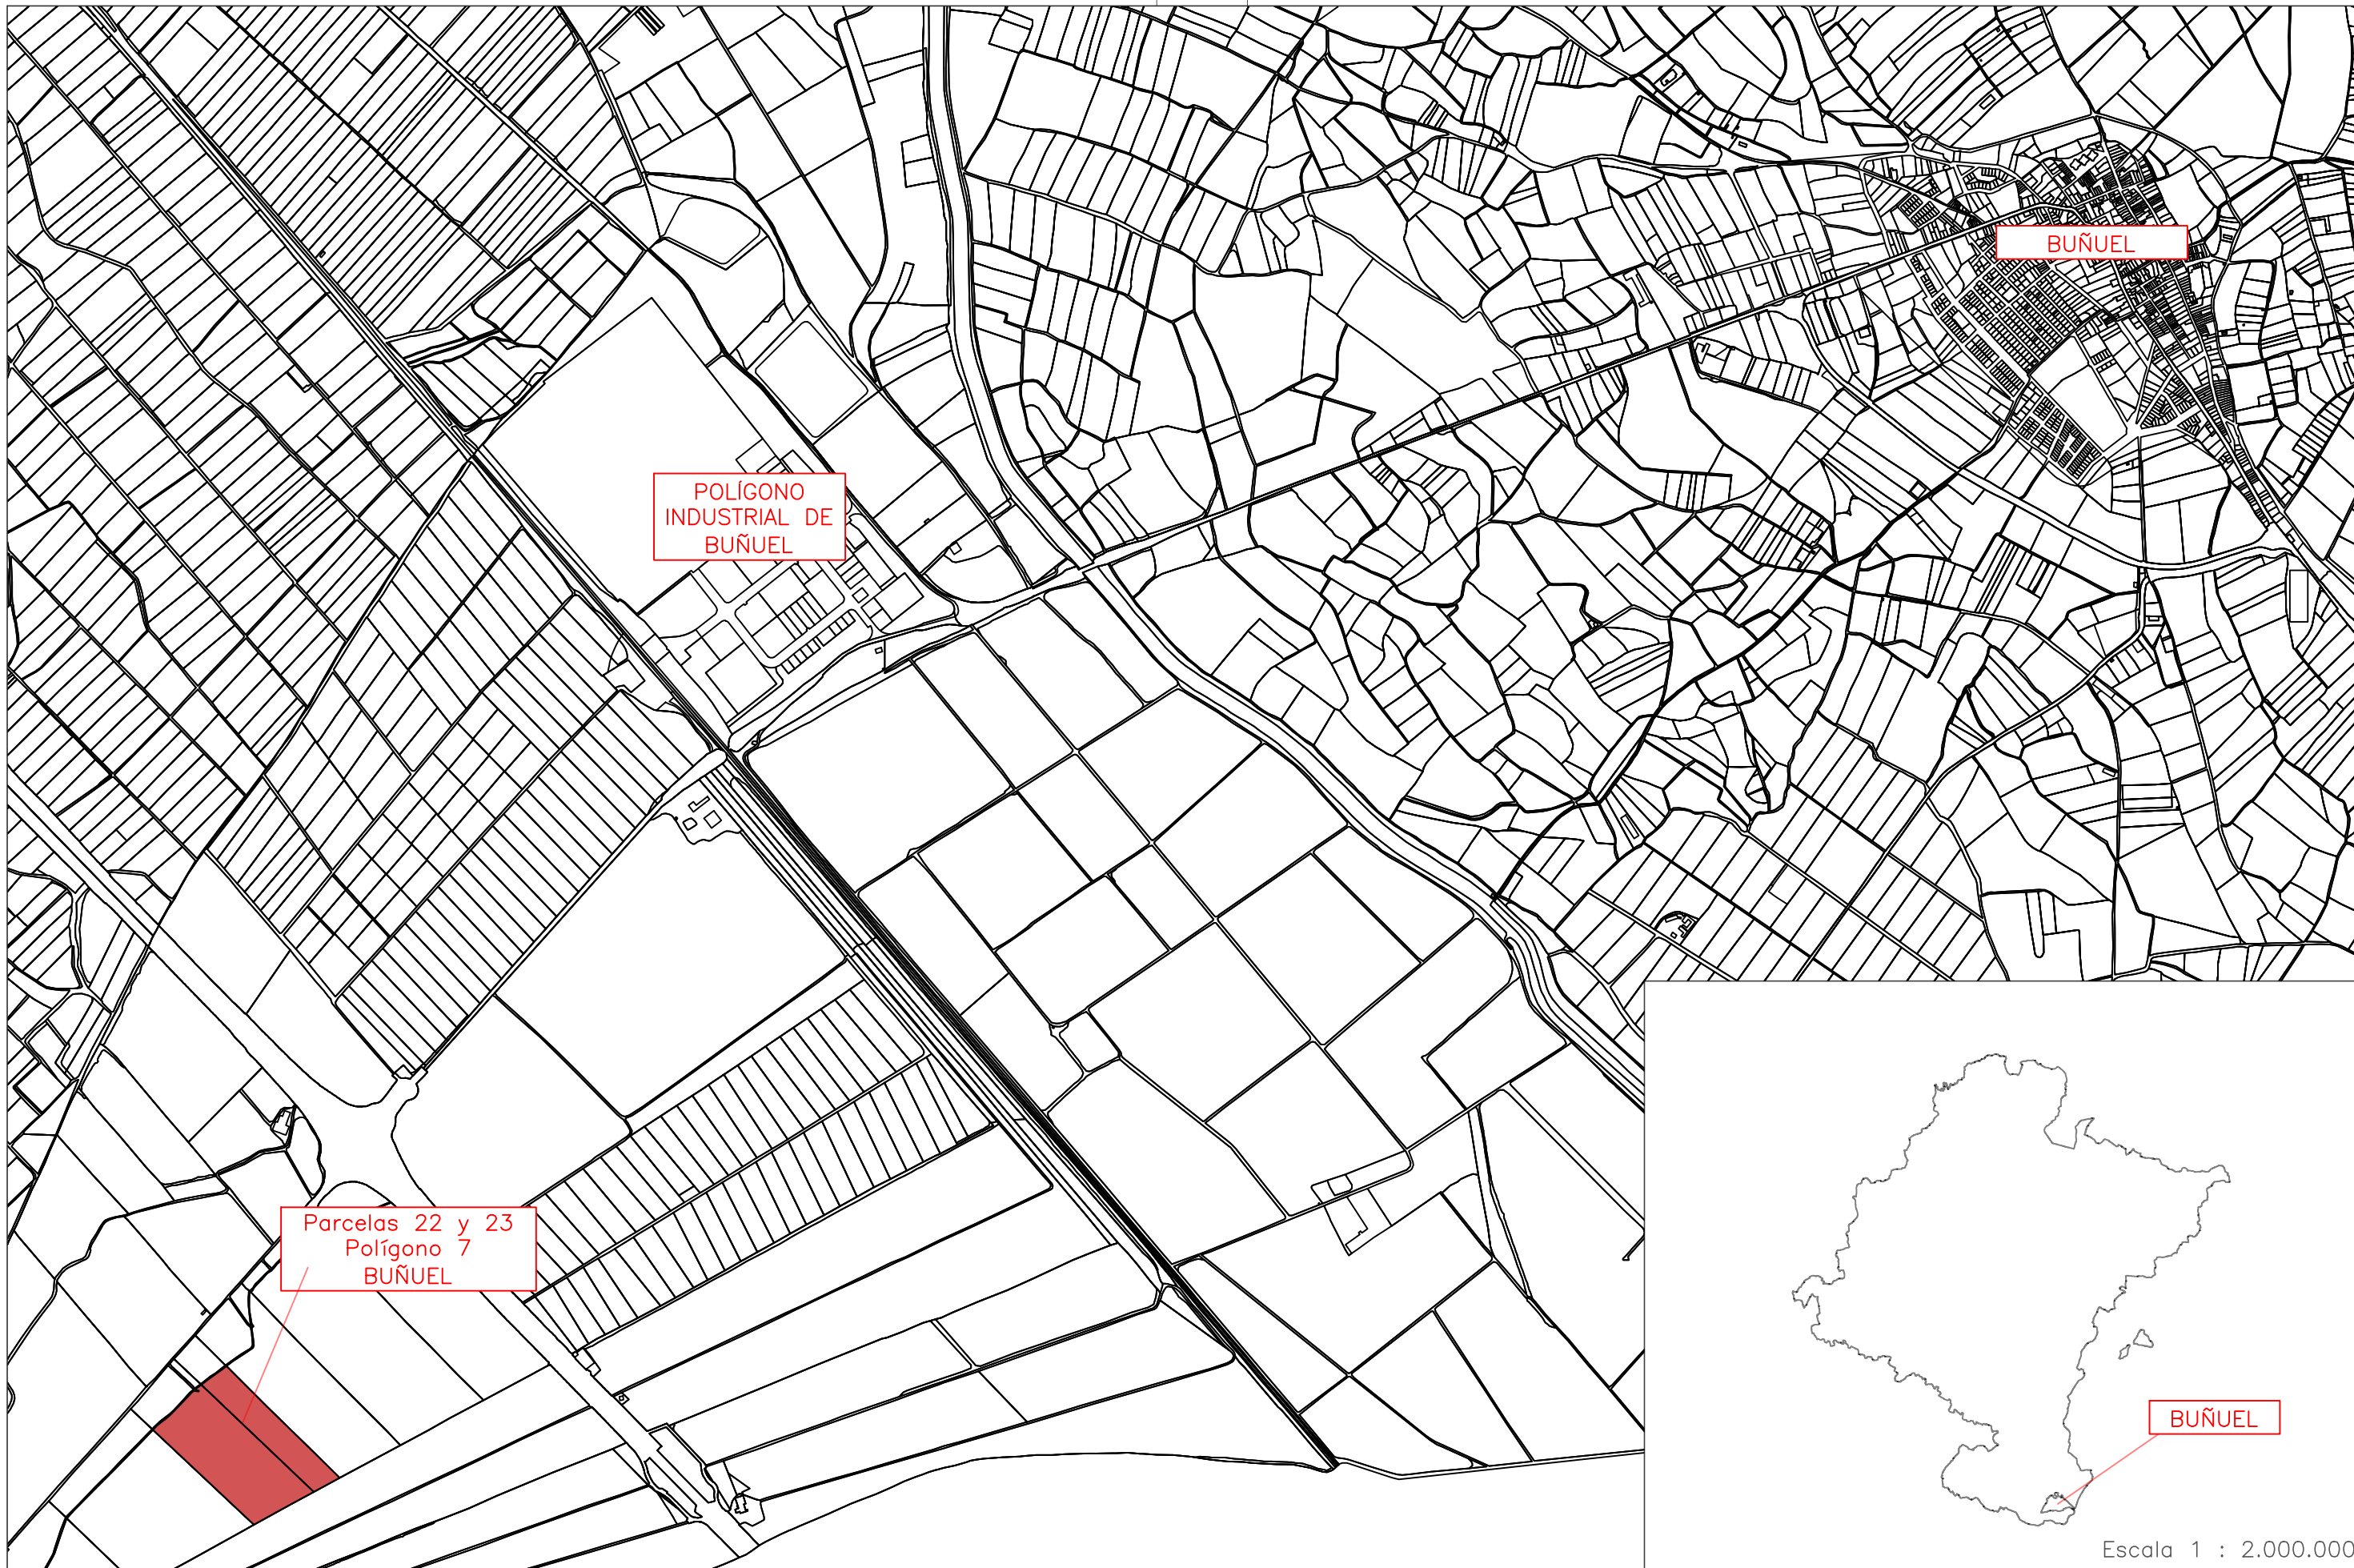 BUÑUEL
POLÍGONO
INDUSTRIAL DE
BUÑUEL
Parcelas 22 y 23
Polígono 7
BUÑUEL
BUÑUEL
Escala 1 : 2.000.000